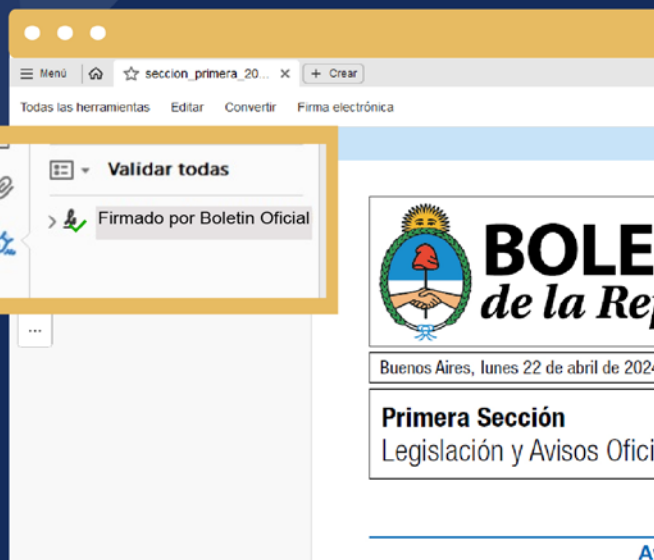 Menú
seccion_primera_20...
+ Crear
Todas las herramientas Editar Convertir Firma electrónica
Validar todas
Firmado por Boletin Oficial
...
BOLE
de la Re
Buenos Aires, lunes 22 de abril de 2024
Primera Sección
Legislación y Avisos Ofici
A